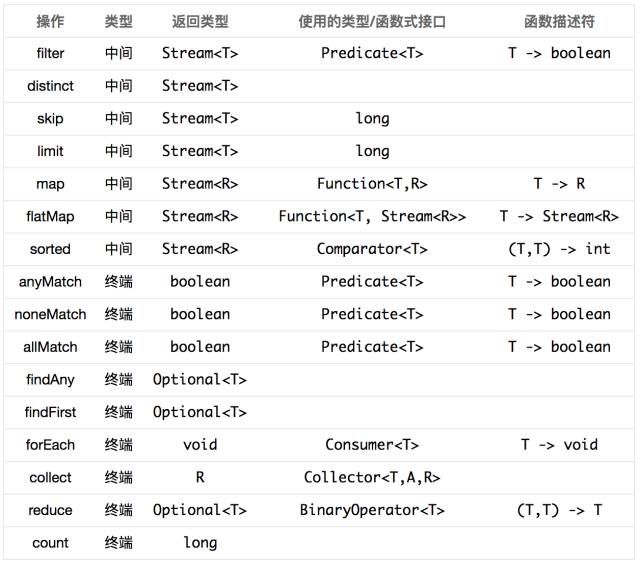 操作 类型 返回类型 使用的类型/函数式接口 函数描述符
filter 中间 Stream<T> Predicate<T> T -> boolean
distinct 中间 Stream<T>
skip 中间 Stream<T> long
limit 中间 Stream<T> long
map 中间 Stream<R> Function<T,R> T -> R
flatMap 中间 Stream<R> Function<T, Stream<R>> T -> Stream<R>
sorted 中间 Stream<R> Comparator<T> (T,T) -> int
anyMatch 终端 boolean Predicate<T> T -> boolean
noneMatch 终端 boolean Predicate<T> T -> boolean
allMatch 终端 boolean Predicate<T> T -> boolean
findAny 终端 Optional<T>
findFirst 终端 Optional<T>
forEach 终端 void Consumer<T> T -> void
collect 终端 R Collector<T,A,R>
reduce 终端 Optional<T> BinaryOperator<T> (T,T) -> T
count 终端 long